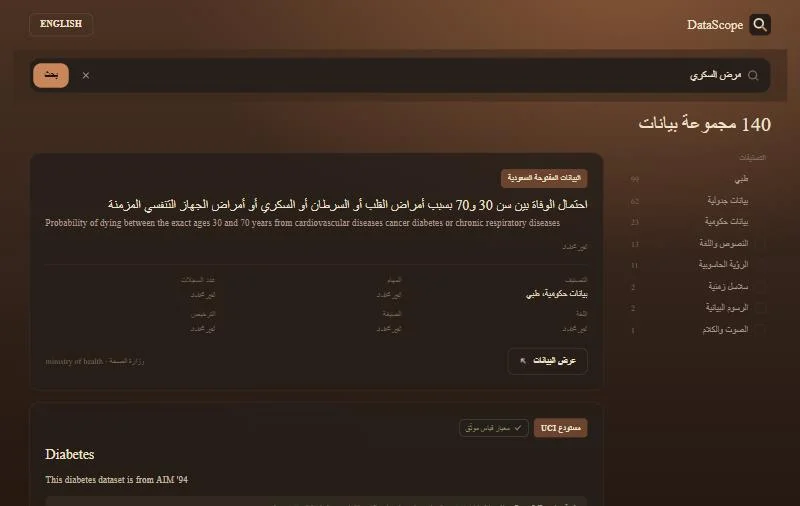 DataScope
ENGLISH
مرض السكري
×
بحث
140 مجموعة بيانات
التصنيفات
طبي 99
بيانات جدولية 62
بيانات حكومية 23
النصوص واللغة 13
الرؤية الحاسوبية 11
سلاسل زمنية 2
الرسوم البيانية 2
الصوت والكلام 1
البيانات المفتوحة السعودية
احتمال الوفاة بين سن 30 و70 بسبب أمراض القلب أو السرطان أو السكري أو أمراض الجهاز التنفسي المزمنة
Probability of dying between the exact ages 30 and 70 years from cardiovascular diseases cancer diabetes or chronic respiratory diseases
غير محدد
التصنيف
المهام
عدد السجلات
بيانات حكومية، طبي
غير محدد
غير محدد
اللغة
الصيغة
الترخيص
غير محدد
غير محدد
غير محدد
عرض البيانات
وزارة الصحة · ministry of health
مستودع UCI
معيار قياس موثّق
Diabetes
This diabetes dataset is from AIM '94